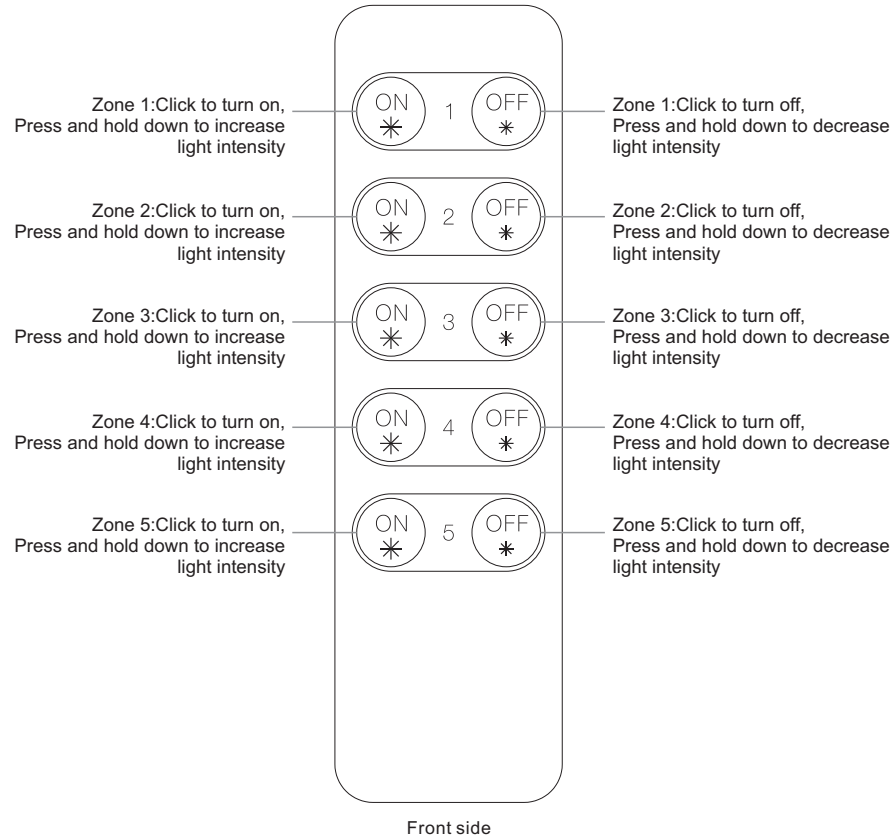 Zone 1:Click to turn on,
Press and hold down to increase
light intensity
ON
1
OFF
Zone 1:Click to turn off,
Press and hold down to decrease
light intensity
Zone 2:Click to turn on,
Press and hold down to increase
light intensity
ON
2
OFF
Zone 2:Click to turn off,
Press and hold down to decrease
light intensity
Zone 3:Click to turn on,
Press and hold down to increase
light intensity
ON
3
OFF
Zone 3:Click to turn off,
Press and hold down to decrease
light intensity
Zone 4:Click to turn on,
Press and hold down to increase
light intensity
ON
4
OFF
Zone 4:Click to turn off,
Press and hold down to decrease
light intensity
Zone 5:Click to turn on,
Press and hold down to increase
light intensity
ON
5
OFF
Zone 5:Click to turn off,
Press and hold down to decrease
light intensity
Front side